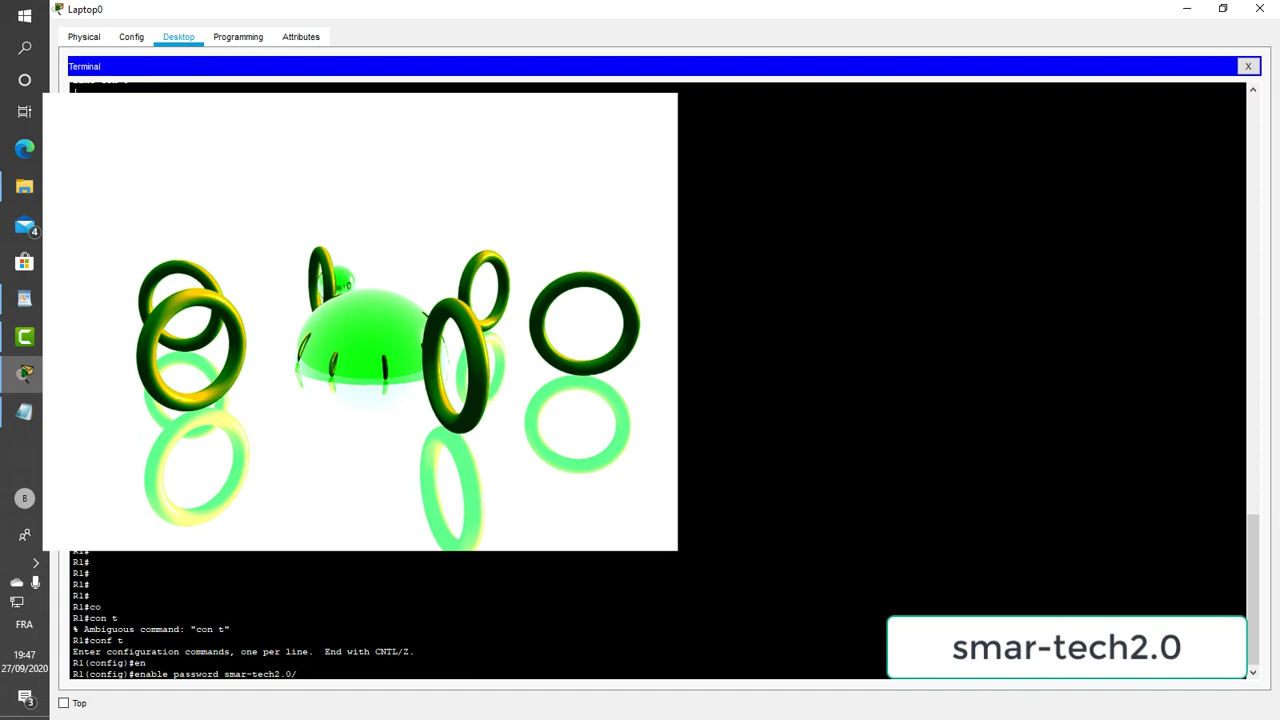 Laptop0
Physical Config Desktop Programming Attributes
Terminal X
R1#
R1#
R1#
R1#
R1#
R1#co
R1#con t
% Ambiguous command: "con t"
R1#conf t
Enter configuration commands, one per line. End with CNTL/Z.
R1(config)#en
R1(config)#enable password smar-tech2.0/
smar-tech2.0
Top
4
B
FRA
19:47
27/09/2020
3